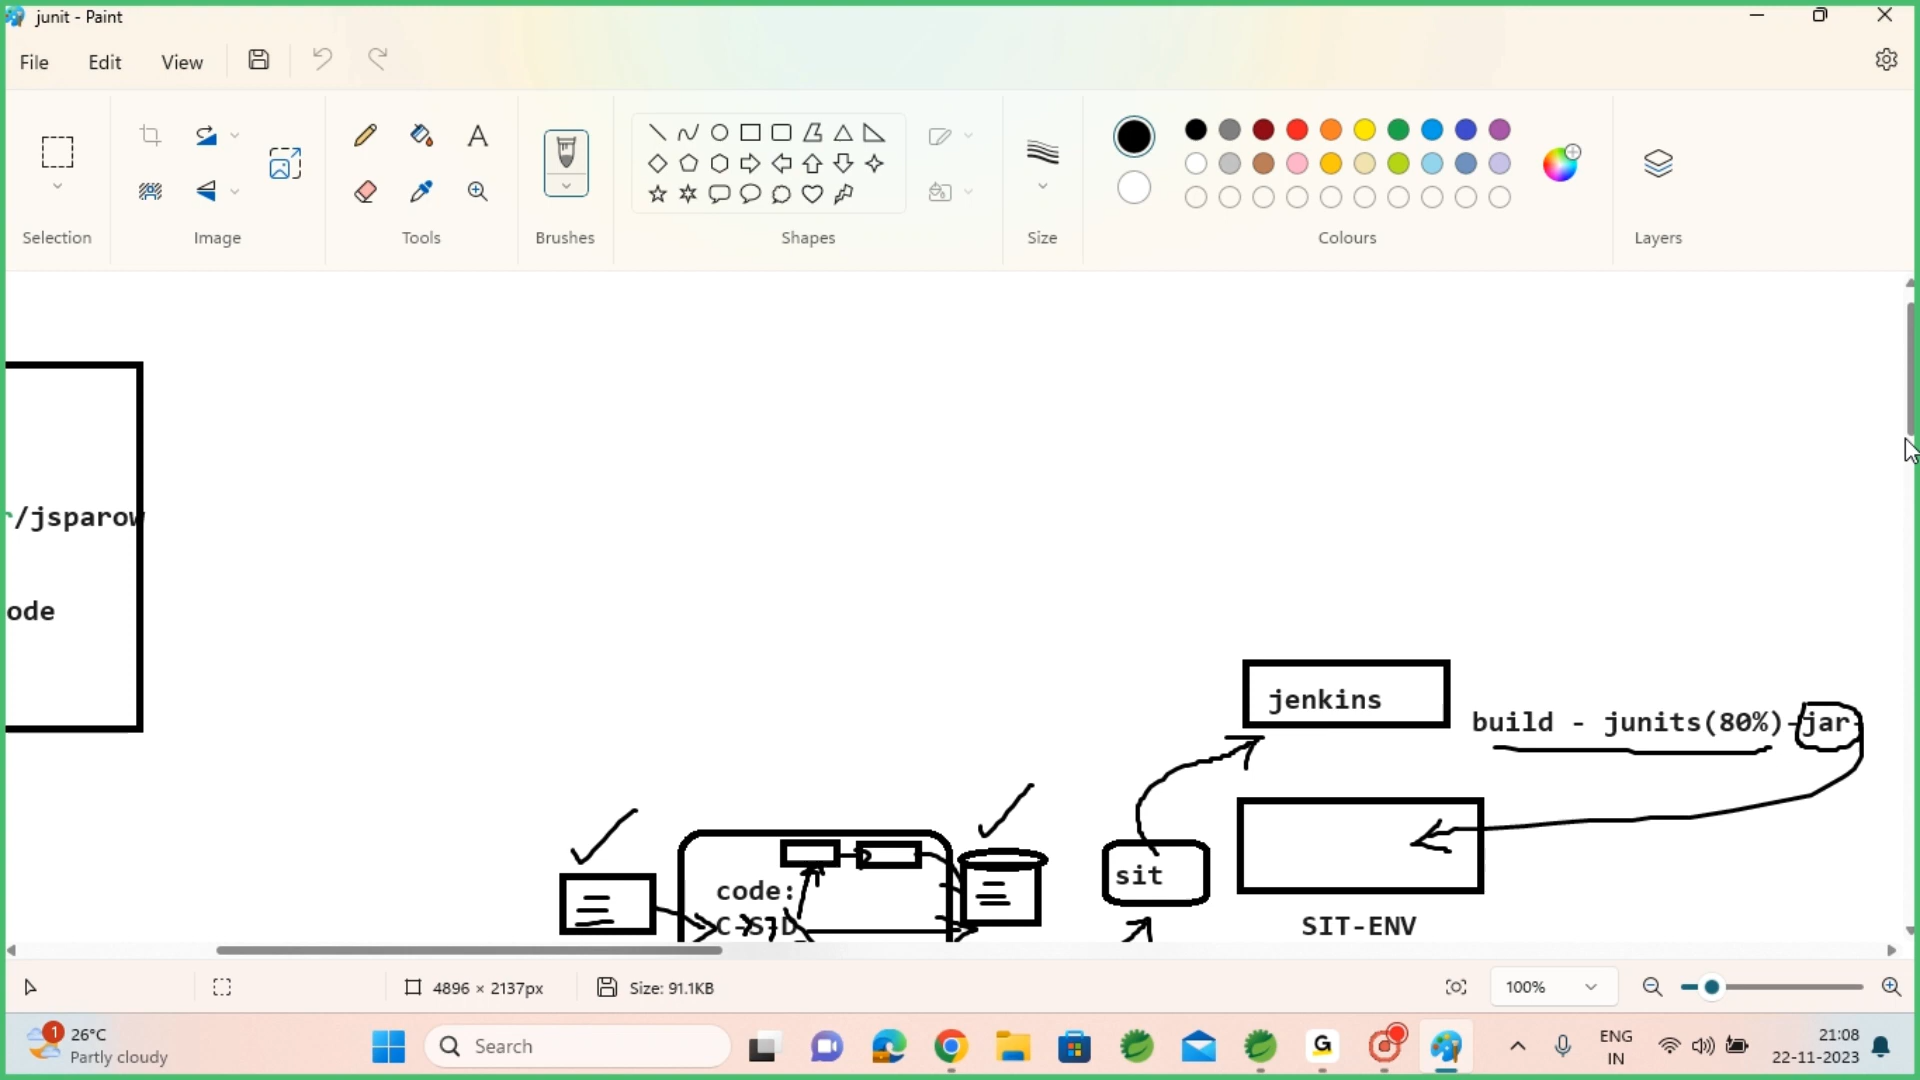 junit - Paint
File Edit View
Selection Image Tools Brushes Shapes Size Colours Layers
r/jsparow
ode
jenkins
build - junits(80%)-jar
code:
C-S-D
sit
SIT-ENV
4896 × 2137px Size: 91.1KB 100%
1 26°C
Partly cloudy
Search
G
ENG
IN
21:08
22-11-2023